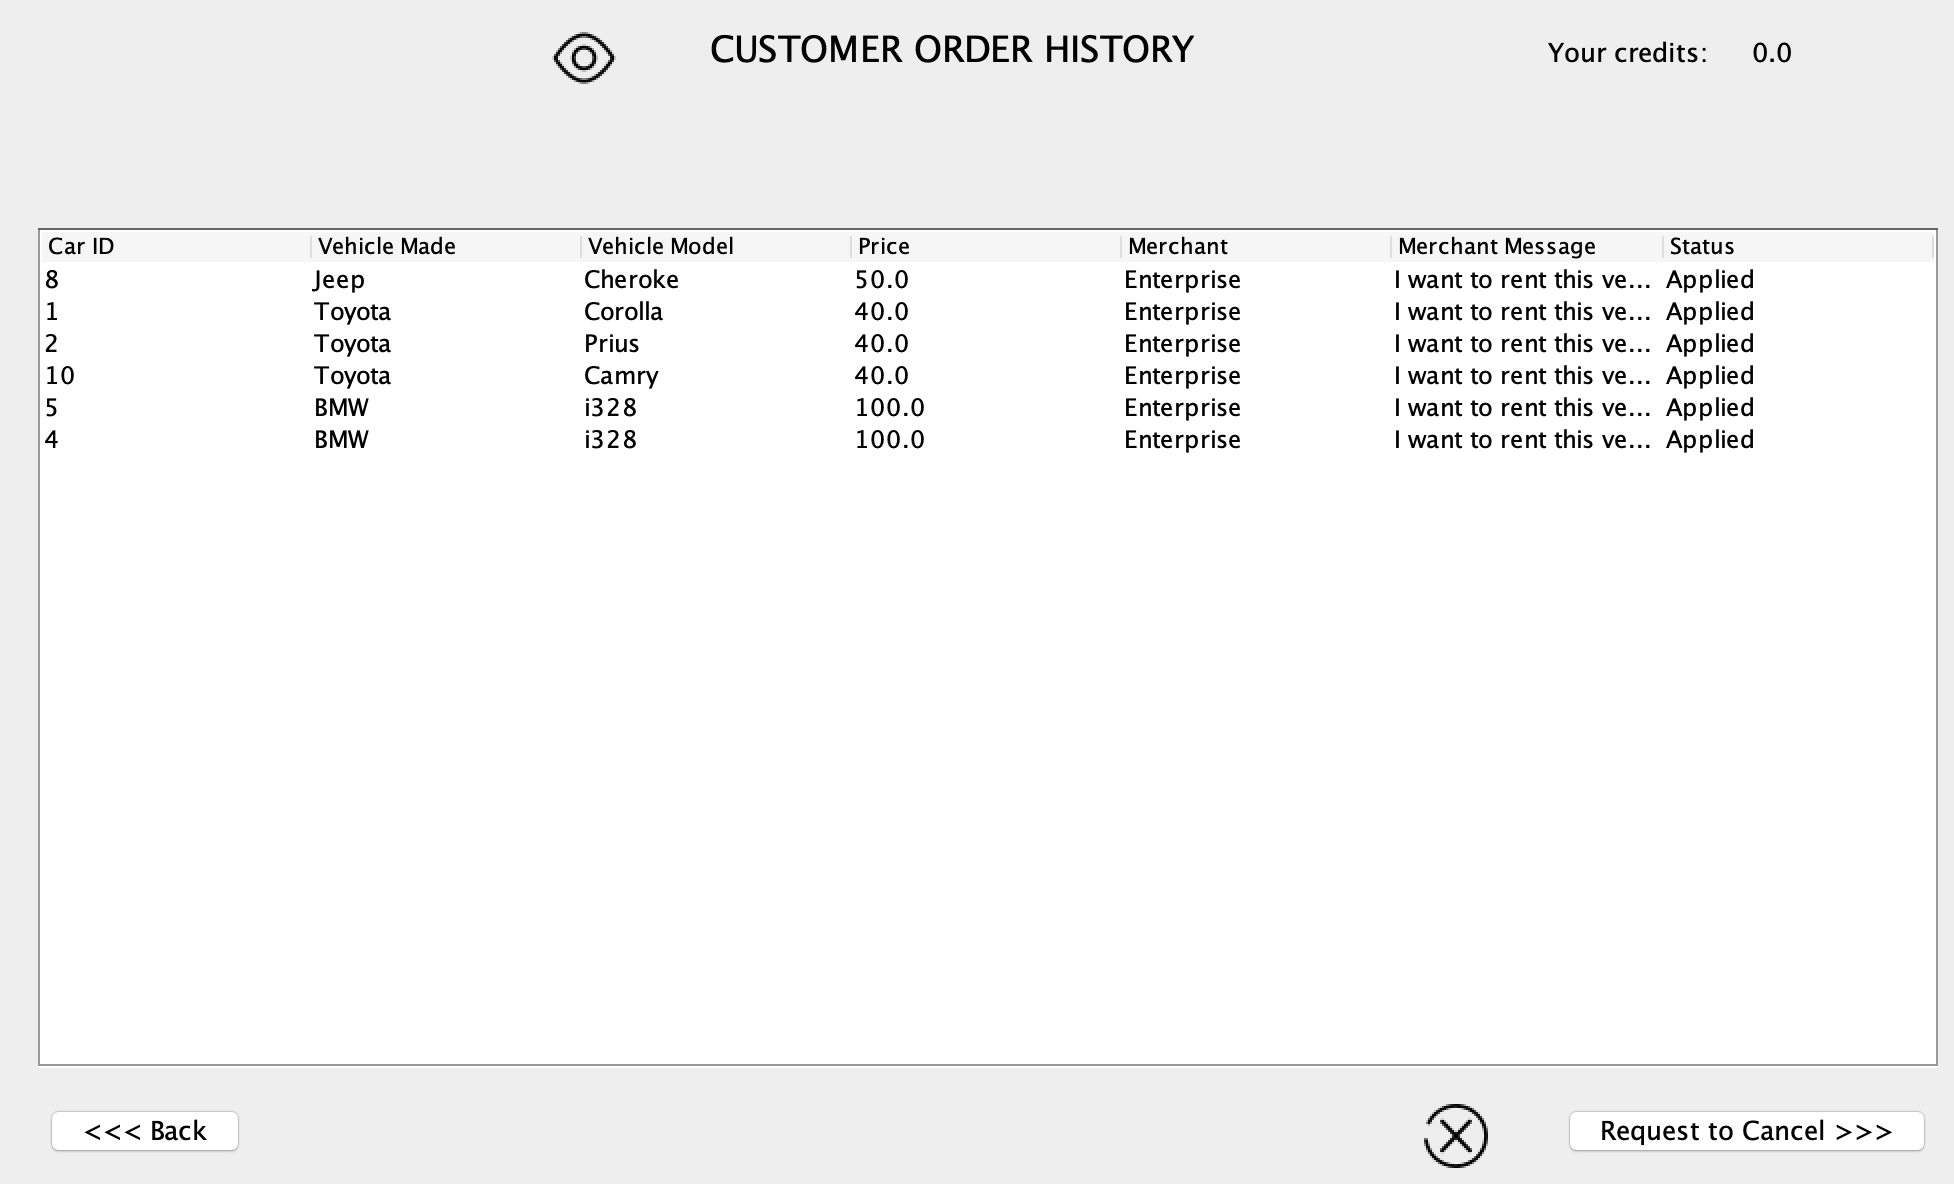 CUSTOMER ORDER HISTORY Your credits: 0.0
Car ID Vehicle Made Vehicle Model Price Merchant Merchant Message Status
8 Jeep Cheroke 50.0 Enterprise I want to rent this ve... Applied
1 Toyota Corolla 40.0 Enterprise I want to rent this ve... Applied
2 Toyota Prius 40.0 Enterprise I want to rent this ve... Applied
10 Toyota Camry 40.0 Enterprise I want to rent this ve... Applied
5 BMW i328 100.0 Enterprise I want to rent this ve... Applied
4 BMW i328 100.0 Enterprise I want to rent this ve... Applied
<<< Back Request to Cancel >>>